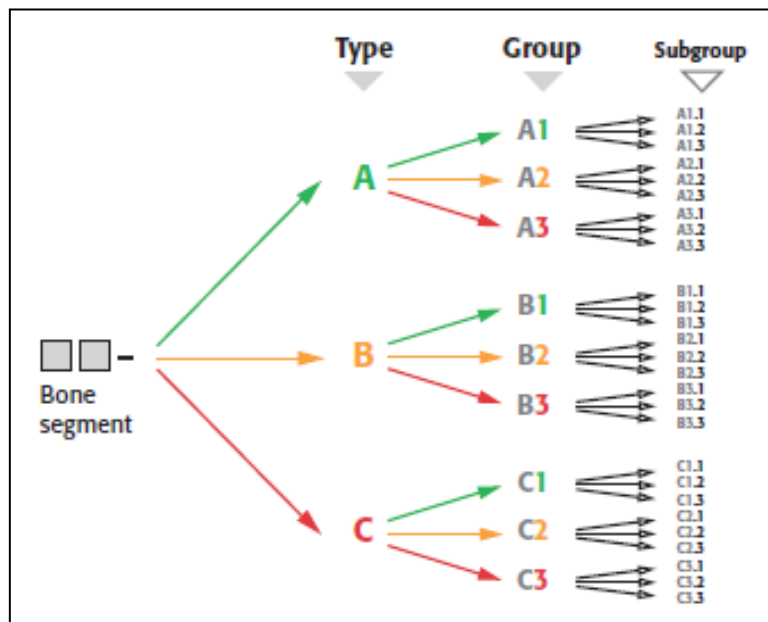 Type Group Subgroup
A1.1
A1.2
A1.3
A2.1
A2.2
A2.3
A3.1
A3.2
A3.3
A1
A2
A3
A
B1.1
B1.2
B1.3
B2.1
B2.2
B2.3
B3.1
B3.2
B3.3
B1
B2
B3
B
Bone
segment
C1.1
C1.2
C1.3
C2.1
C2.2
C2.3
C3.1
C3.2
C3.3
C1
C2
C3
C